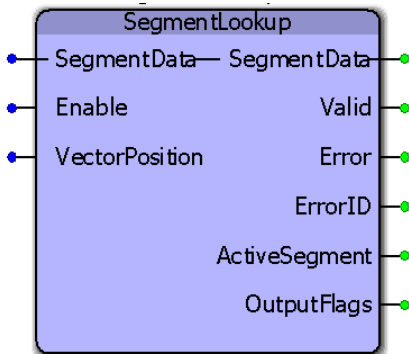 SegmentLookup
SegmentData SegmentData
Enable Valid
VectorPosition Error
ErrorID
ActiveSegment
OutputFlags